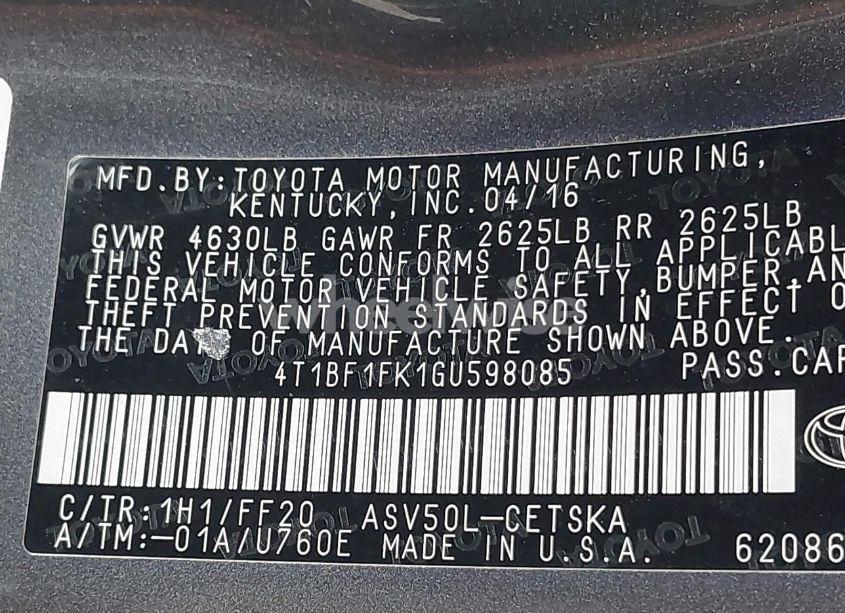 MFD.BY:TOYOTA MOTOR MANUFACTURING,
KENTUCKY, INC. 04/16
GVWR 4630LB GAWR FR 2625LB RR 2625LB
THIS VEHICLE CONFORMS TO ALL APPLICABL
FEDERAL MOTOR VEHICLE SAFETY, BUMPER, AN
THEFT PREVENTION STANDARDS IN EFFECT O
THE DA OF MANUFACTURE SHOWN ABOVE.
4T1BF1FK1GU598085 PASS.CAR
C/TR:1H1/FF20 ASV50L-CETSKA
A/TM:-01A/U760E MADE IN U.S.A. 62086